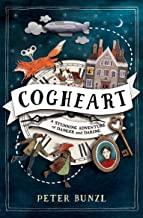 COGHEART
A STUNNING ADVENTURE
OF DANGER AND DARING
PETER BUNZL